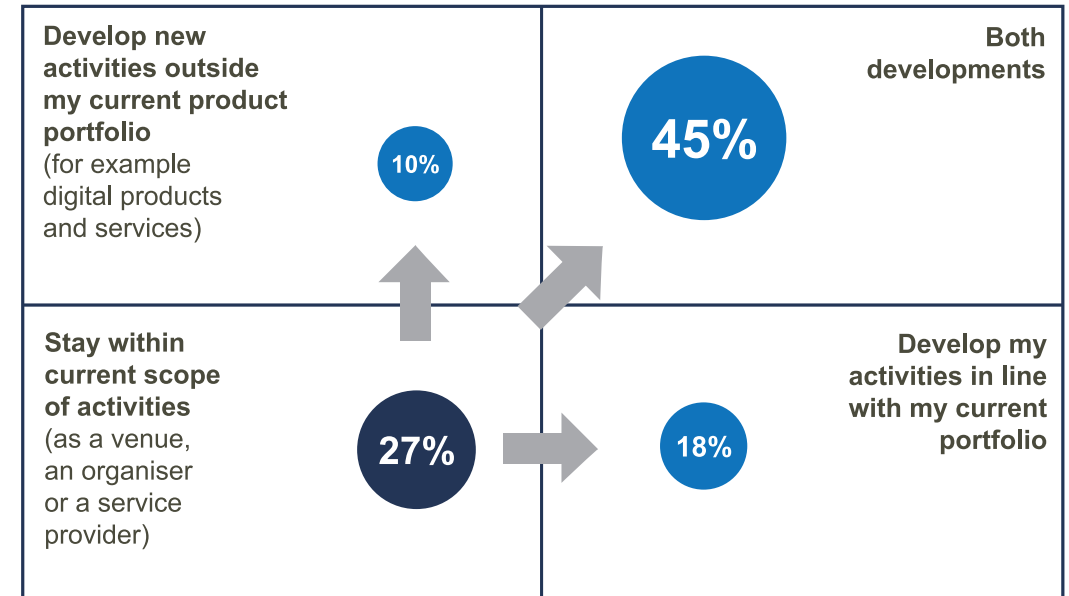 Develop new
activities outside
my current product
portfolio
(for example
digital products
and services)
10%
Both
developments
45%
Stay within
current scope
of activities
(as a venue,
an organiser
or a service
provider)
27%
Develop my
activities in line
with my current
portfolio
18%